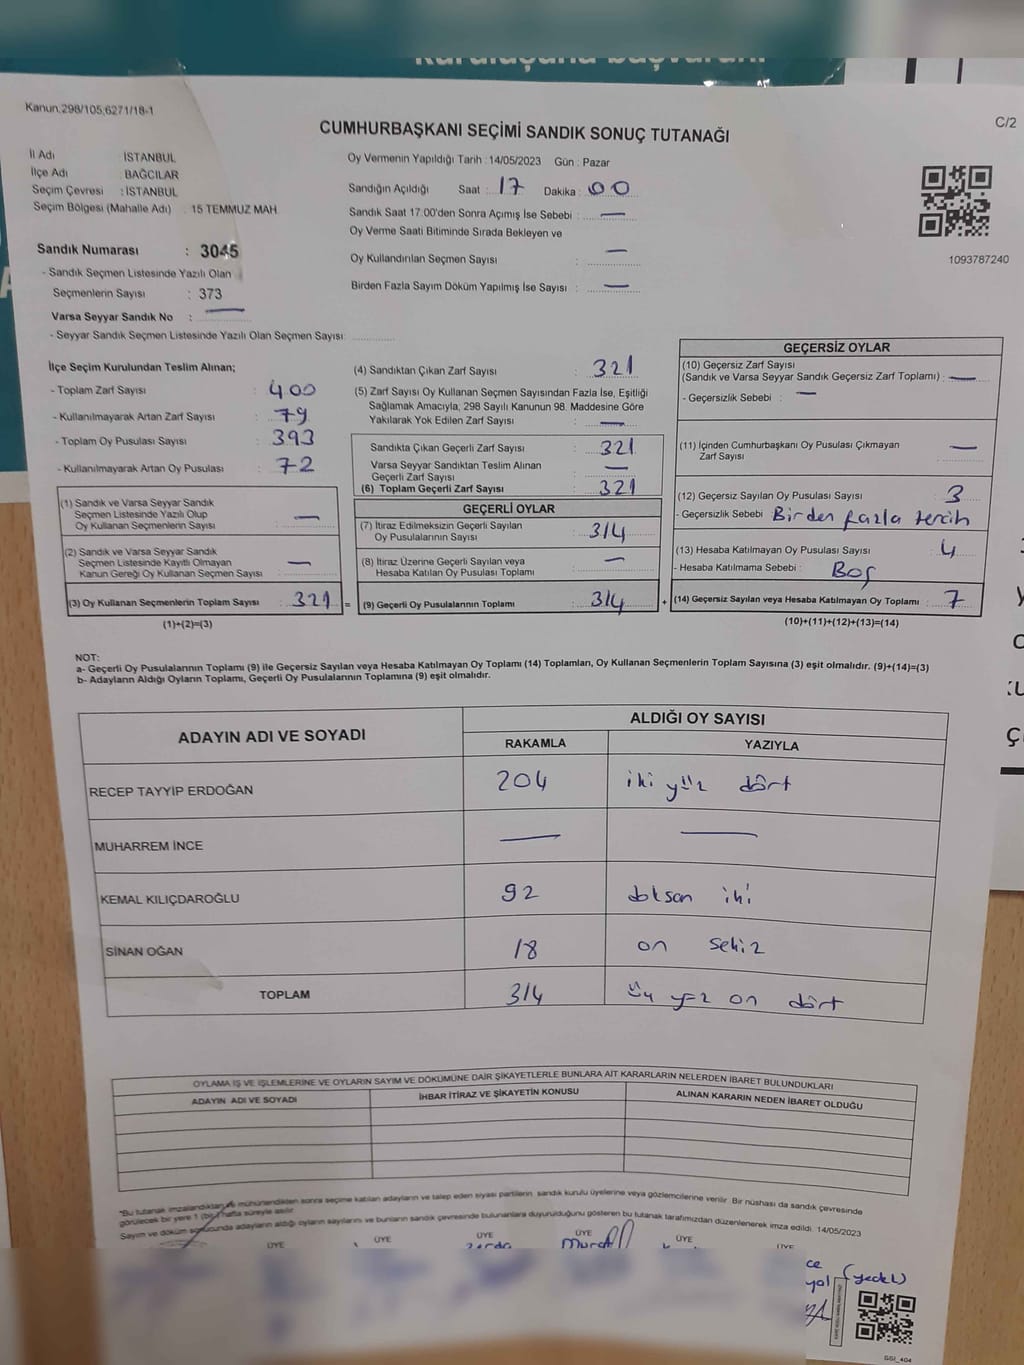 Kuruluşuna başvurun.
Kanun:298/105;6271/18-1
C/2
CUMHURBAŞKANI SEÇİMİ SANDIK SONUÇ TUTANAĞI
İl Adı : İSTANBUL
İlçe Adı : BAĞCILAR
Seçim Çevresi : İSTANBUL
Seçim Bölgesi (Mahalle Adı) : 15 TEMMUZ MAH
Oy Vermenin Yapıldığı Tarih : 14/05/2023 Gün : Pazar
Sandığın Açıldığı Saat : 17 Dakika : 00
Sandık Saat 17:00'den Sonra Açımış İse Sebebi : —
Oy Verme Saati Bitiminde Sırada Bekleyen ve
Oy Kullandırılan Seçmen Sayısı : —
Birden Fazla Sayım Döküm Yapılmış İse Sayısı : —
1093787240
Sandık Numarası : 3045
- Sandık Seçmen Listesinde Yazılı Olan
Seçmenlerin Sayısı : 373
Varsa Seyyar Sandık No : —
- Seyyar Sandık Seçmen Listesinde Yazılı Olan Seçmen Sayısı:
İlçe Seçim Kurulundan Teslim Alınan;
- Toplam Zarf Sayısı : 400
- Kullanılmayarak Artan Zarf Sayısı : 79
- Toplam Oy Pusulası Sayısı : 393
- Kullanılmayarak Artan Oy Pusulası : 72
(1) Sandık ve Varsa Seyyar Sandık
Seçmen Listesinde Yazılı Olup
Oy Kullanan Seçmenlerin Sayısı : —
(2) Sandık ve Varsa Seyyar Sandık
Seçmen Listesinde Kayıtlı Olmayan
Kanun Gereği Oy Kullanan Seçmen Sayısı : —
(3) Oy Kullanan Seçmenlerin Toplam Sayısı : 321 =
(1)+(2)=(3)
(4) Sandıktan Çıkan Zarf Sayısı : 321
(5) Zarf Sayısı Oy Kullanan Seçmen Sayısından Fazla İse, Eşitliği
Sağlamak Amacıyla; 298 Sayılı Kanunun 98. Maddesine Göre
Yakılarak Yok Edilen Zarf Sayısı : —
Sandıkta Çıkan Geçerli Zarf Sayısı : 321
Varsa Seyyar Sandıktan Teslim Alınan
Geçerli Zarf Sayısı : —
(6) Toplam Geçerli Zarf Sayısı : 321
GEÇERLİ OYLAR
(7) İtiraz Edilmeksizin Geçerli Sayılan
Oy Pusulalarının Sayısı : 314
(8) İtiraz Üzerine Geçerli Sayılan veya
Hesaba Katılan Oy Pusulası Toplamı : —
(9) Geçerli Oy Pusulalarının Toplamı : 314 +
GEÇERSİZ OYLAR
(10) Geçersiz Zarf Sayısı
(Sandık ve Varsa Seyyar Sandık Geçersiz Zarf Toplamı) : —
- Geçersizlik Sebebi : —
(11) İçinden Cumhurbaşkanı Oy Pusulası Çıkmayan
Zarf Sayısı : —
(12) Geçersiz Sayılan Oy Pusulası Sayısı : 3
- Geçersizlik Sebebi : Birden fazla tercih
(13) Hesaba Katılmayan Oy Pusulası Sayısı : 4
- Hesaba Katılmama Sebebi : Boş
(14) Geçersiz Sayılan veya Hesaba Katılmayan Oy Toplamı : 7
(10)+(11)+(12)+(13)=(14)
NOT:
a- Geçerli Oy Pusulalarının Toplamı (9) ile Geçersiz Sayılan veya Hesaba Katılmayan Oy Toplamı (14) Toplamları, Oy Kullanan Seçmenlerin Toplam Sayısına (3) eşit olmalıdır. (9)+(14)=(3)
b- Adayların Aldığı Oyların Toplamı, Geçerli Oy Pusulalarının Toplamına (9) eşit olmalıdır.
ADAYIN ADI VE SOYADI ALDIĞI OY SAYISI
RAKAMLA YAZIYLA
RECEP TAYYİP ERDOĞAN 204 iki yüz dört
MUHARREM İNCE — —
KEMAL KILIÇDAROĞLU 92 doksan iki
SİNAN OĞAN 18 on sekiz
TOPLAM 314 üç yüz on dört
OYLAMA İŞ VE İŞLEMLERİNE VE OYLARIN SAYIM VE DÖKÜMÜNE DAİR ŞİKAYETLERLE BUNLARA AİT KARARLARIN NELERDEN İBARET BULUNDUKLARI
ADAYIN ADI VE SOYADI İHBAR İTİRAZ VE ŞİKAYETİN KONUSU ALINAN KARARIN NEDEN İBARET OLDUĞU
*Bu tutanak imzalandıktan ve mühürlendikten sonra seçime katılan adayların ve talep eden siyasi partilerin sandık kurulu üyelerine veya gözlemcilerine verilir. Bir nüshası da sandık çevresinde
görülecek bir yere 1 (bir) hafta süreyle asılır.
Sayım ve döküm sonucunda adayların aldığı oyların sayılarını ve bunların sandık çevresinde bulunanlara duyurulduğunu gösteren bu tutanak tarafımızdan düzenlenerek imza edildi. 14/05/2023
ÜYE ÜYE ÜYE ÜYE ÜYE ÜYE
Murat
(yedek)
GSİ_404